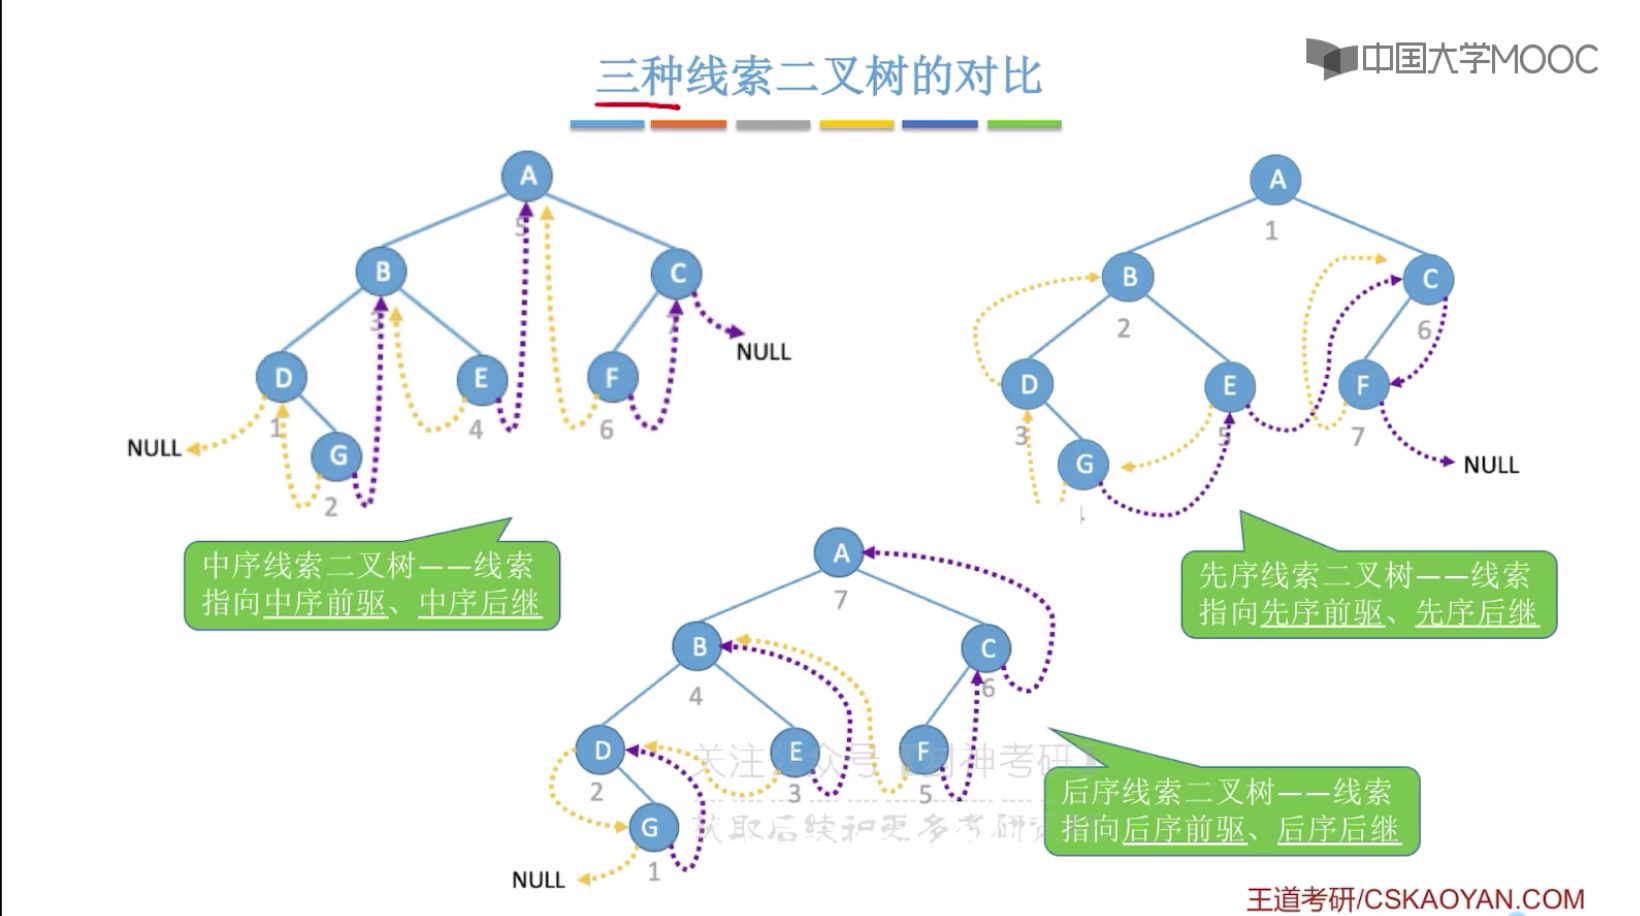 中国大学MOOC
三种线索二叉树的对比
A
5
B
3
C
7
NULL
D
1
E
4
F
6
NULL
G
2
中序线索二叉树——线索
指向中序前驱、中序后继
A
1
B
2
C
6
D
3
E
5
F
7
G
NULL
先序线索二叉树——线索
指向先序前驱、先序后继
A
7
B
4
C
6
D
2
E
3
F
5
G
1
NULL
关注公众号【封神考研】
获取后续和更多考研
后序线索二叉树——线索
指向后序前驱、后序后继
王道考研/CSKAOYAN.COM